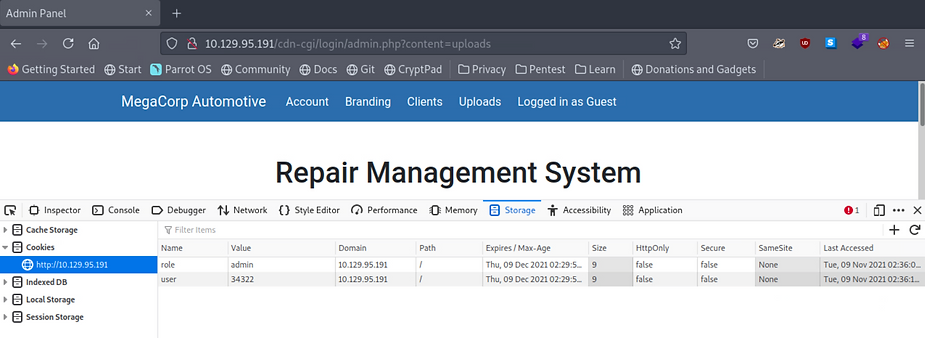 Admin Panel
10.129.95.191/cdn-cgi/login/admin.php?content=uploads
8
Getting Started Start Parrot OS Community Docs Git CryptPad Privacy Pentest Learn Donations and Gadgets
MegaCorp Automotive Account Branding Clients Uploads Logged in as Guest
Repair Management System
Inspector Console Debugger Network Style Editor Performance Memory Storage Accessibility Application 1
Cache Storage Filter Items
Cookies Name Value Domain Path Expires / Max-Age Size HttpOnly Secure SameSite Last Accessed
http://10.129.95.191 role admin 10.129.95.191 / Thu, 09 Dec 2021 02:29:5... 9 false false None Tue, 09 Nov 2021 02:36:0...
Indexed DB user 34322 10.129.95.191 / Thu, 09 Dec 2021 02:29:5... 9 false false None Tue, 09 Nov 2021 02:36:1...
Local Storage
Session Storage